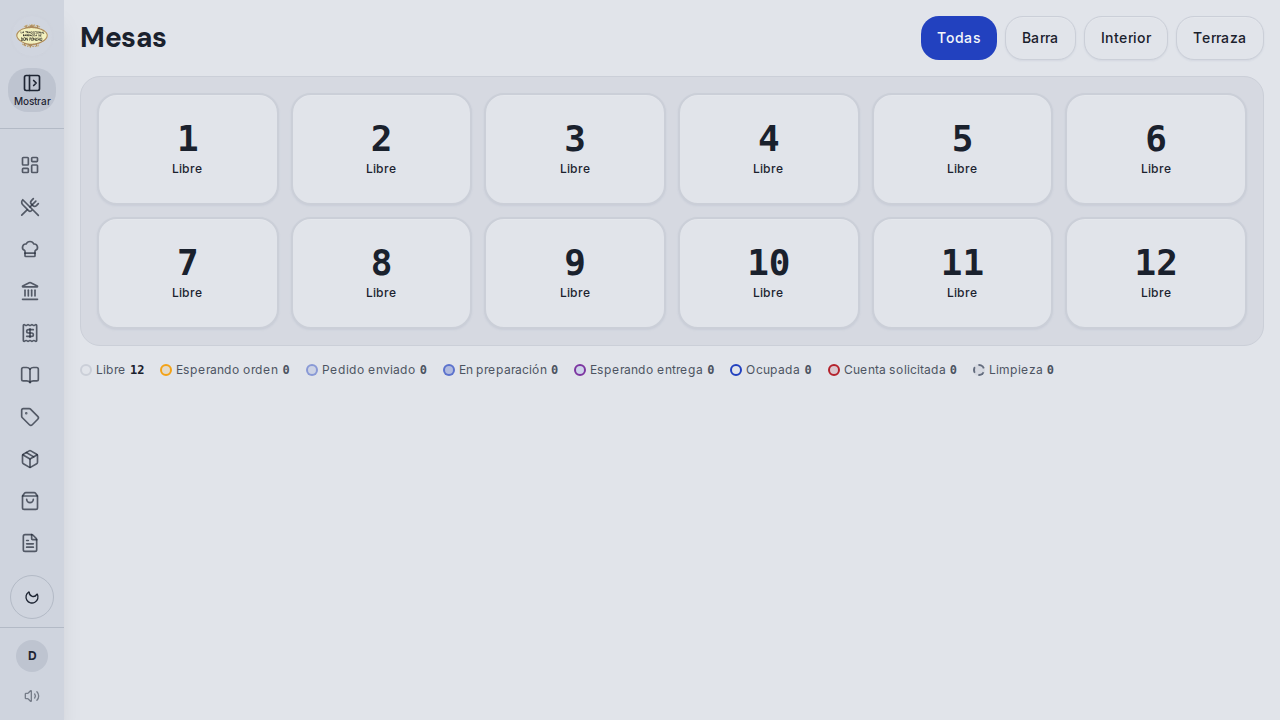 Mostrar
D
Mesas
Todas Barra Interior Terraza
1 2 3 4 5 6
Libre Libre Libre Libre Libre Libre
7 8 9 10 11 12
Libre Libre Libre Libre Libre Libre
Libre 12 Esperando orden 0 Pedido enviado 0 En preparación 0 Esperando entrega 0 Ocupada 0 Cuenta solicitada 0 Limpieza 0